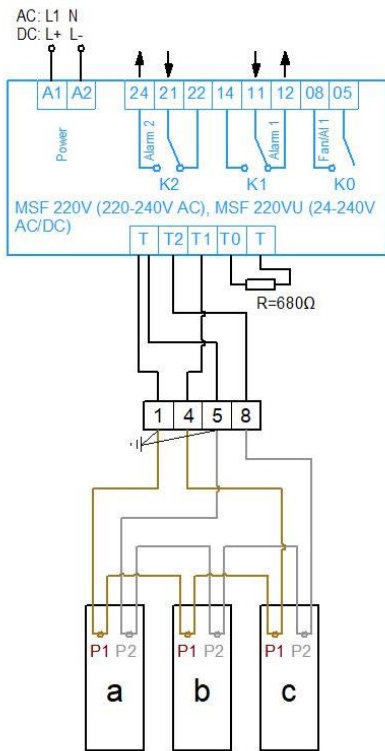 AC: L1 N
DC: L+ L-
A1 A2 24 21 22 14 11 12 08 05
Power
Alarm 2
Alarm 1
Fan/Al 1
K2 K1 K0
MSF 220V (220-240V AC), MSF 220VU (24-240V
AC/DC)
T T2 T1 T0 T
R=680Ω
1 4 5 8
P1 P2 P1 P2 P1 P2
a b c